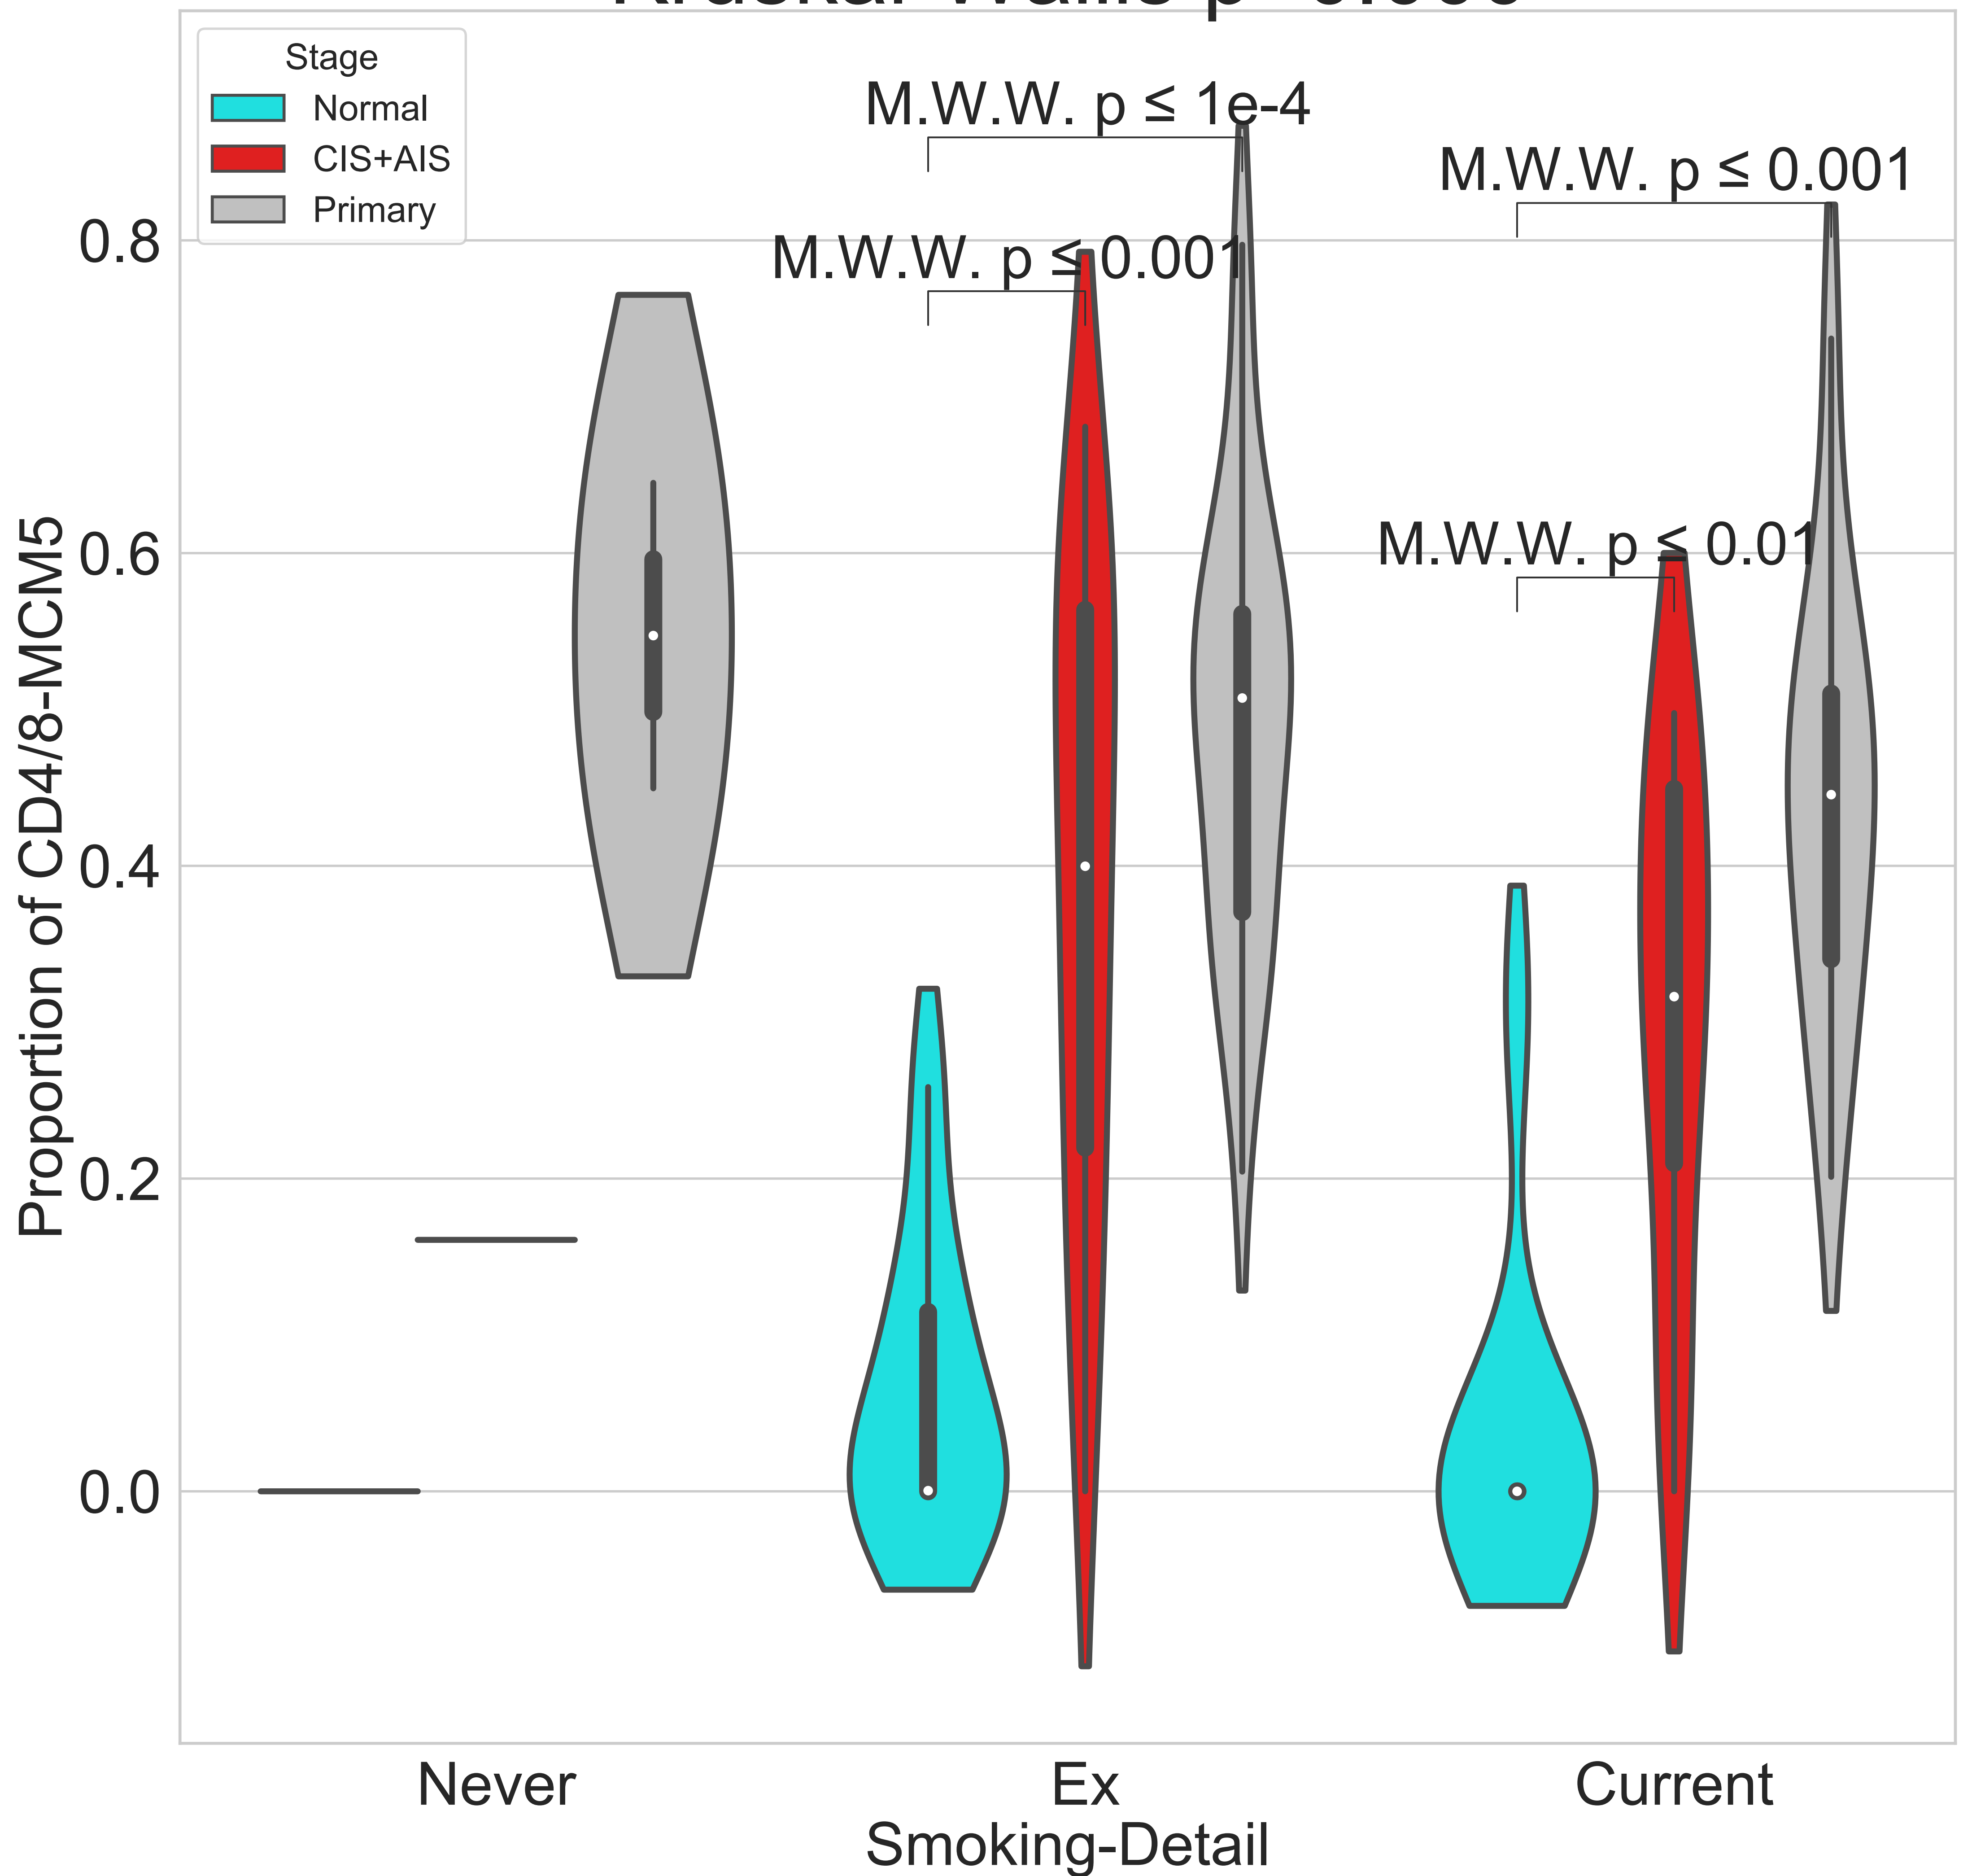 Stage
Normal
CIS+AIS
Primary
M.W.W. p ≤ 1e-4
M.W.W. p ≤ 0.001
M.W.W. p ≤ 0.001
M.W.W. p ≤ 0.01
0.8
0.6
0.4
0.2
0.0
Proportion of CD4/8-MCM5
Never
Ex
Current
Smoking-Detail